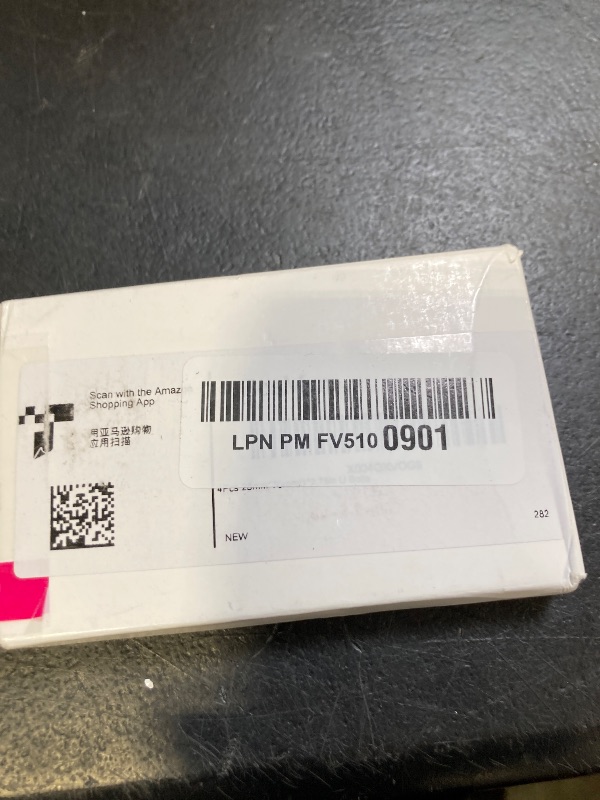 Scan with the Amaz
Shopping App
用亚马逊购物
应用扫描
LPN PM FV510 0901
4Pcs
NEW
282